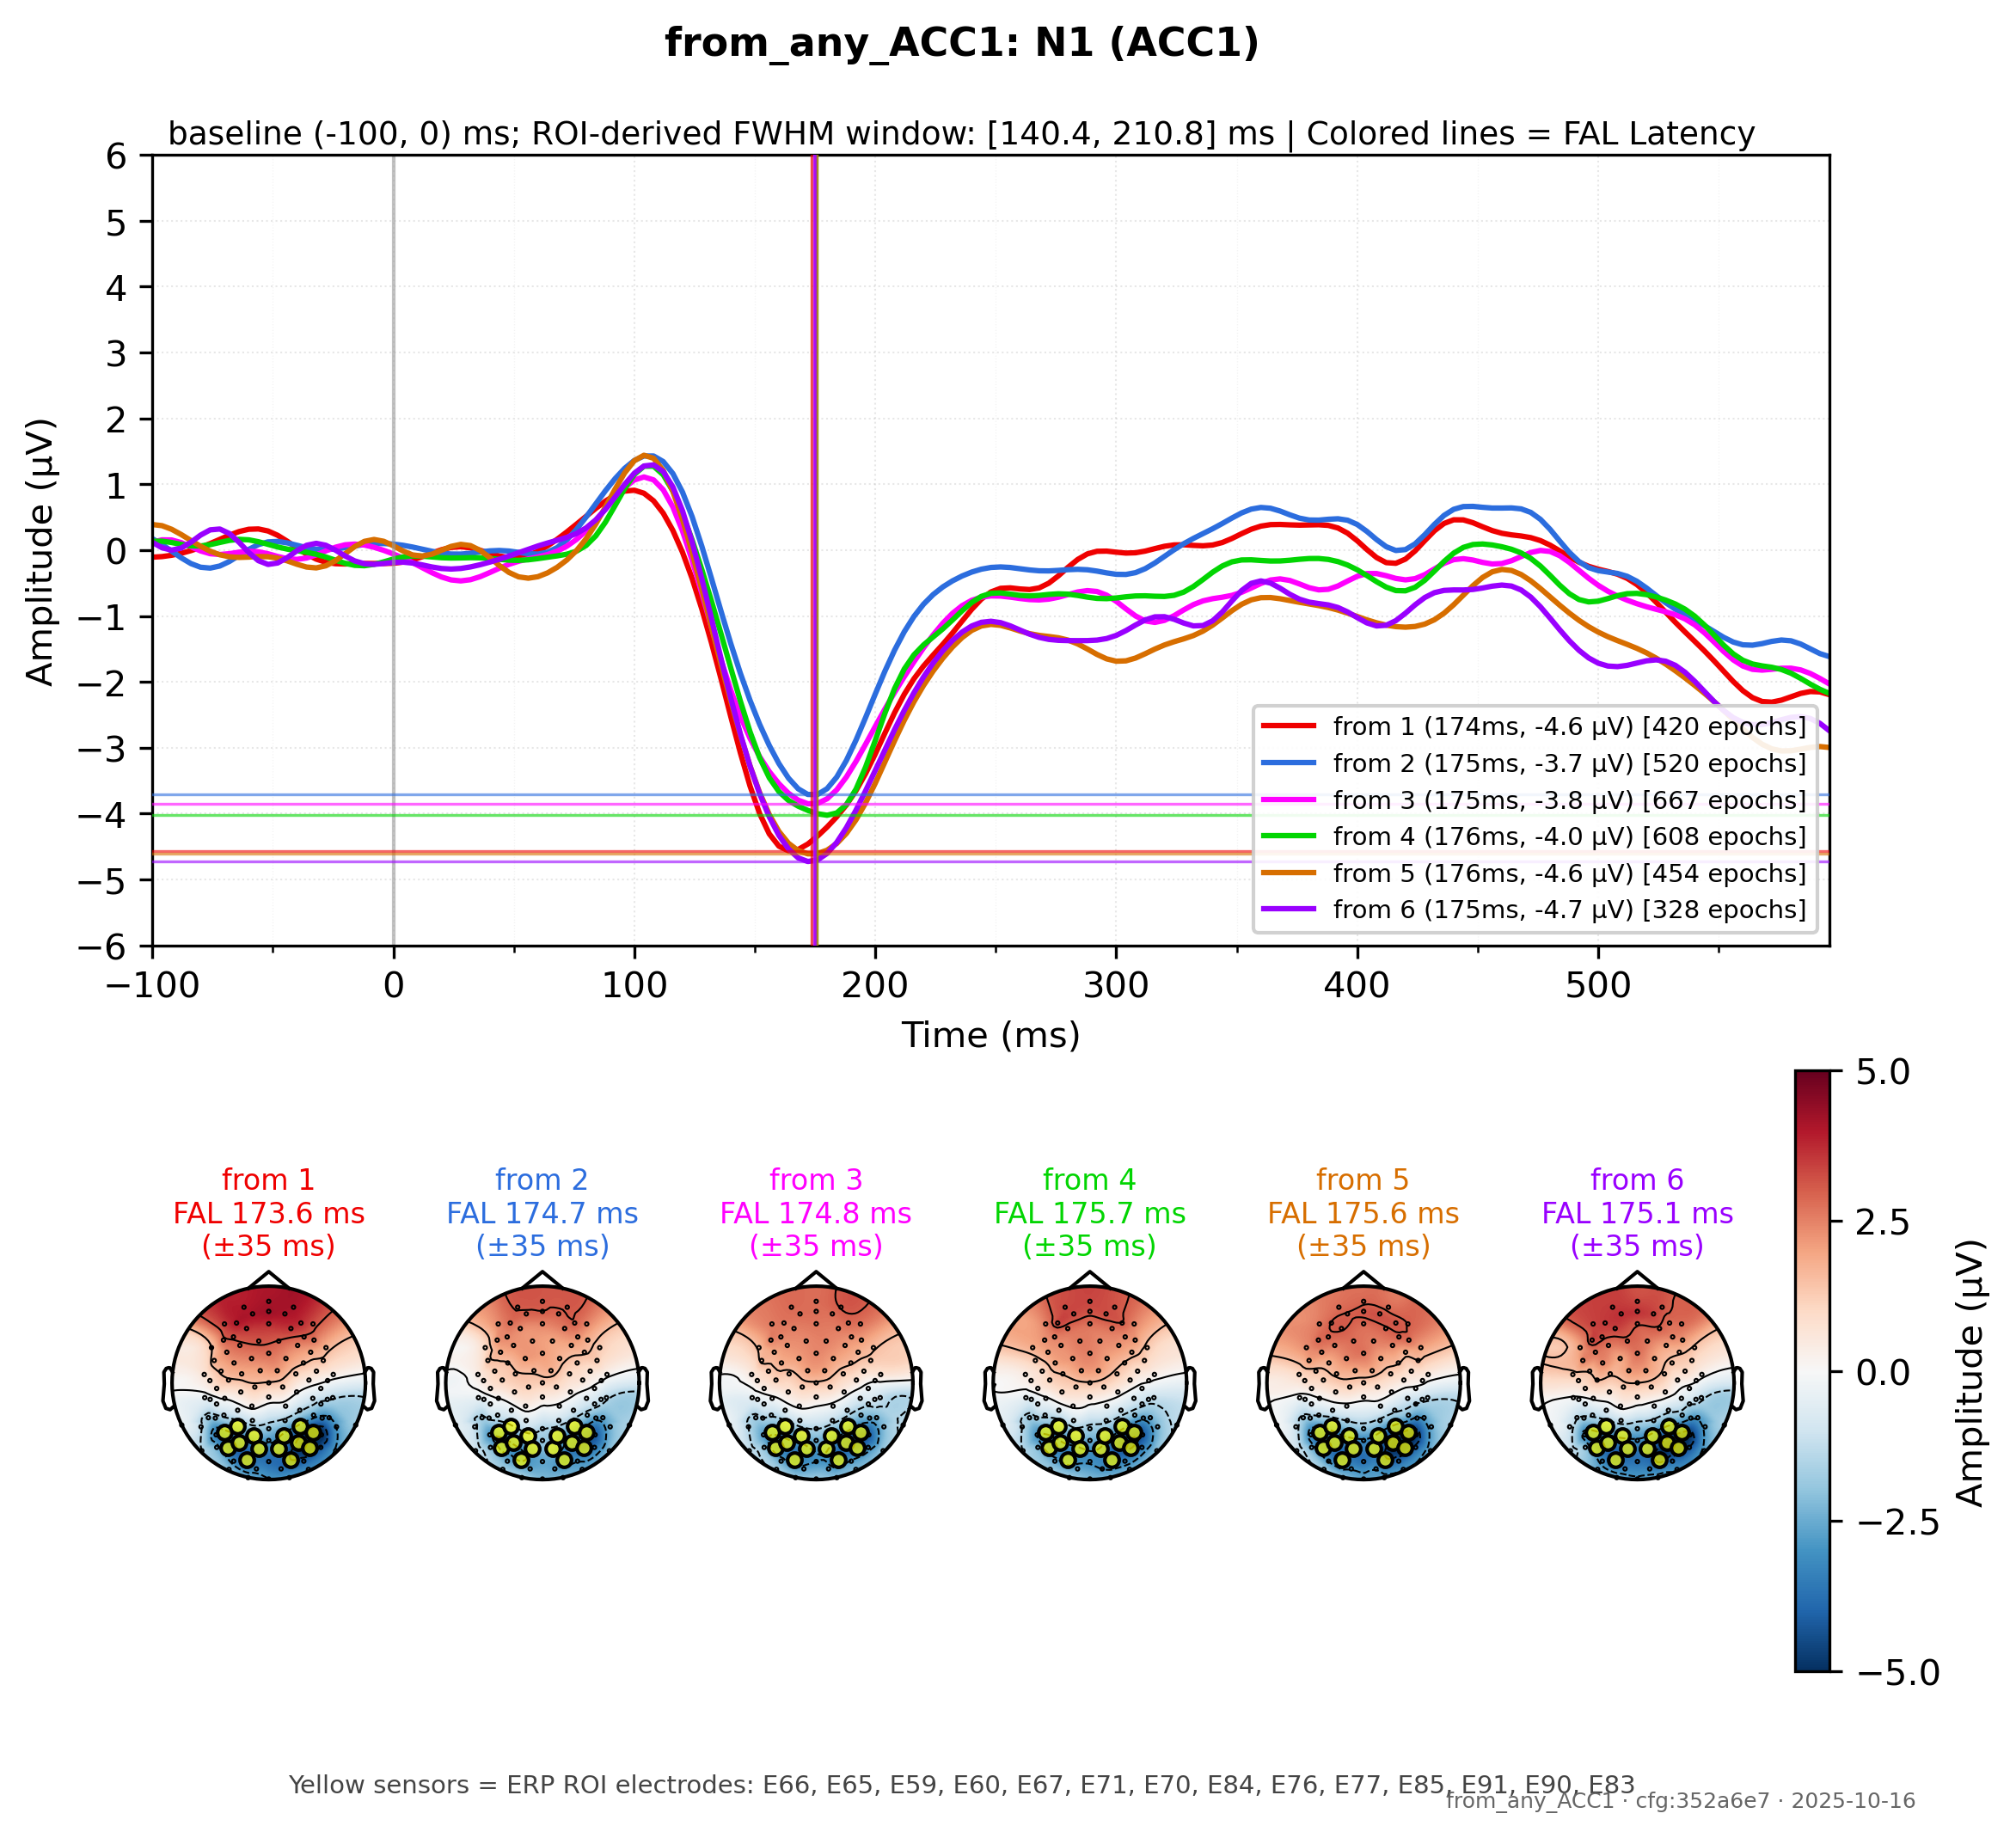 from_any_ACC1: N1 (ACC1)
baseline (-100, 0) ms; ROI-derived FWHM window: [140.4, 210.8] ms | Colored lines = FAL Latency
6
5
4
3
2
1
0
−1
−2
−3
−4
−5
−6
Amplitude (µV)
from 1 (174ms, -4.6 µV) [420 epochs]
from 2 (175ms, -3.7 µV) [520 epochs]
from 3 (175ms, -3.8 µV) [667 epochs]
from 4 (176ms, -4.0 µV) [608 epochs]
from 5 (176ms, -4.6 µV) [454 epochs]
from 6 (175ms, -4.7 µV) [328 epochs]
−100 0 100 200 300 400 500
Time (ms)
from 1
FAL 173.6 ms
(±35 ms)
from 2
FAL 174.7 ms
(±35 ms)
from 3
FAL 174.8 ms
(±35 ms)
from 4
FAL 175.7 ms
(±35 ms)
from 5
FAL 175.6 ms
(±35 ms)
from 6
FAL 175.1 ms
(±35 ms)
5.0
2.5
0.0
−2.5
−5.0
Amplitude (µV)
Yellow sensors = ERP ROI electrodes: E66, E65, E59, E60, E67, E71, E70, E84, E76, E77, E85, E91, E90, E83
from_any_ACC1 · cfg:352a6e7 · 2025-10-16